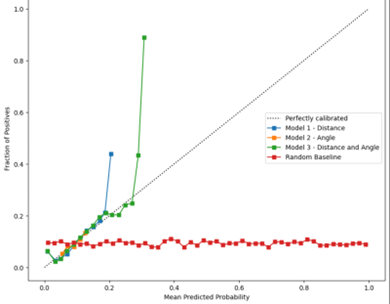 1.0
0.8
0.6
0.4
0.2
0.0
Fraction of Positives
Perfectly calibrated
Model 1 - Distance
Model 2 - Angle
Model 3 - Distance and Angle
Random Baseline
0.0 0.2 0.4 0.6 0.8 1.0
Mean Predicted Probability